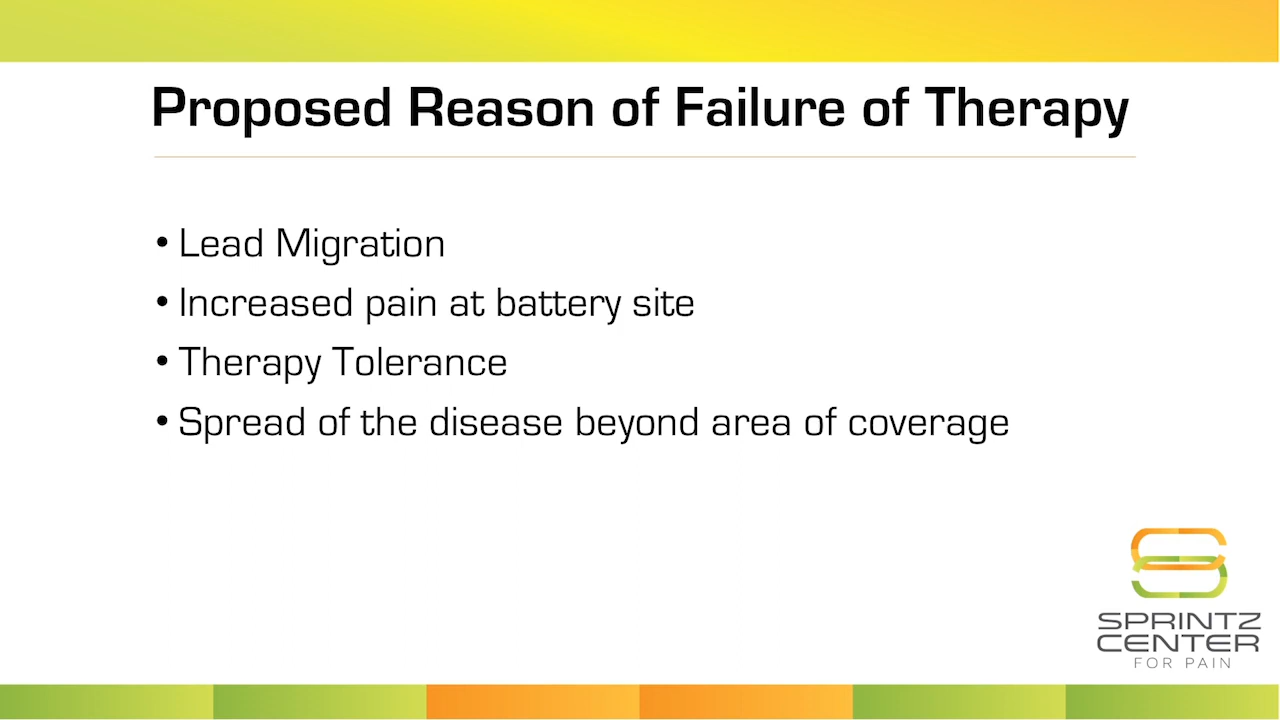 Proposed Reason of Failure of Therapy
• Lead Migration
• Increased pain at battery site
• Therapy Tolerance
• Spread of the disease beyond area of coverage
SPRINTZ
CENTER
FOR PAIN